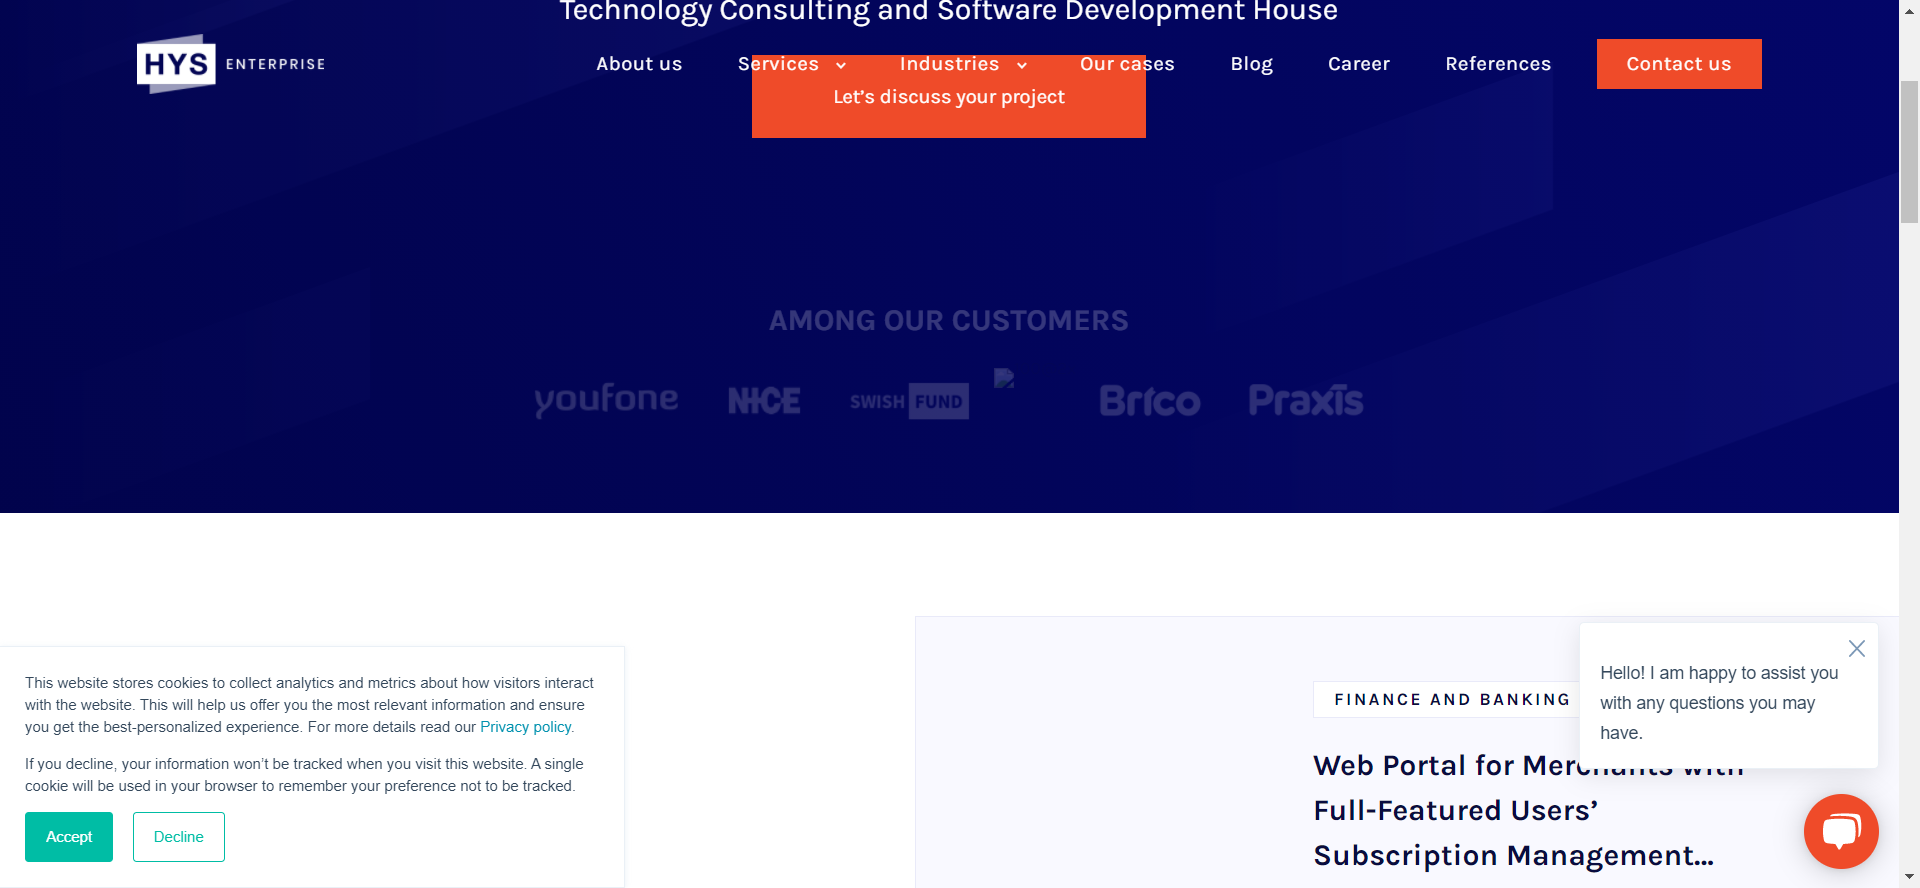 Technology Consulting and Software Development House
HYS ENTERPRISE
About us
Services
Industries
Our cases
Blog
Career
References
Contact us
Let’s discuss your project
AMONG OUR CUSTOMERS
youfone
NICE
SWISH FUND
Brico
Praxis
FINANCE AND BANKING
Web Portal for Merchants with
Full-Featured Users’
Subscription Management...
Hello! I am happy to assist you
with any questions you may
have.
This website stores cookies to collect analytics and metrics about how visitors interact
with the website. This will help us offer you the most relevant information and ensure
you get the best-personalized experience. For more details read our Privacy policy.
If you decline, your information won’t be tracked when you visit this website. A single
cookie will be used in your browser to remember your preference not to be tracked.
Accept
Decline